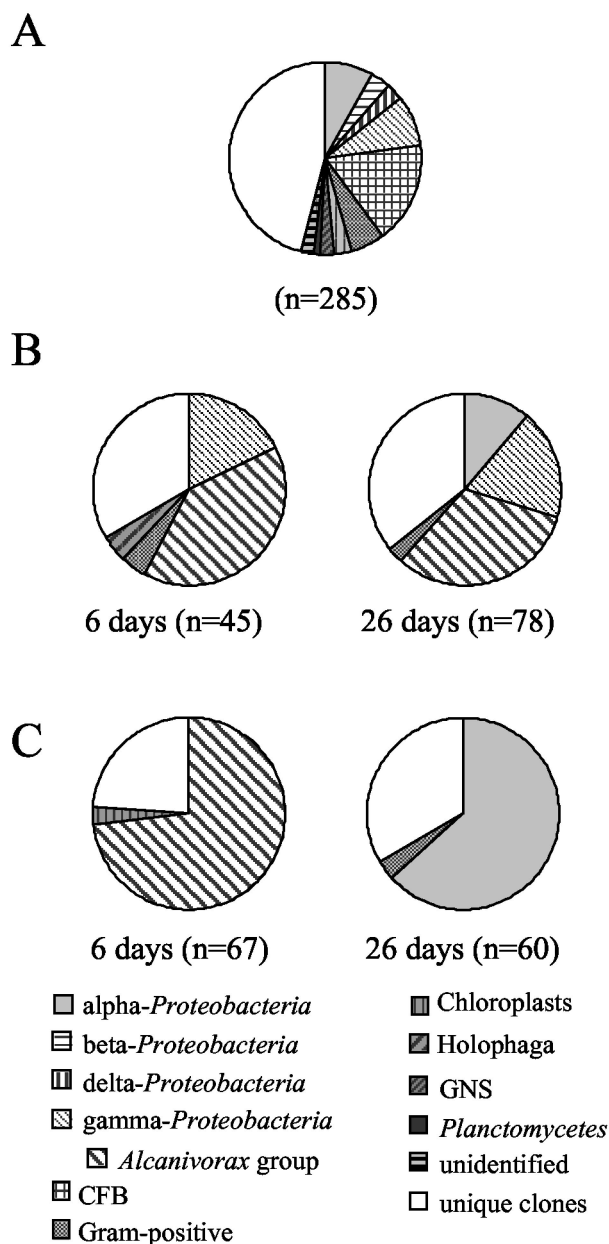 A
(n=285)
B
6 days (n=45)
26 days (n=78)
C
6 days (n=67)
26 days (n=60)
alpha-Proteobacteria
beta-Proteobacteria
delta-Proteobacteria
gamma-Proteobacteria
Alcanivorax group
CFB
Gram-positive
Chloroplasts
Holophaga
GNS
Planctomycetes
unidentified
unique clones